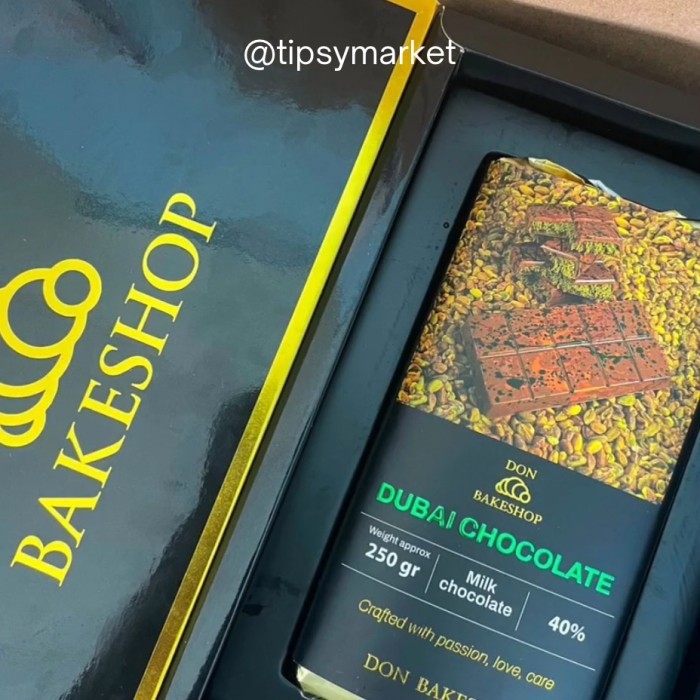 @tipsymarket
BAKESHOP
DON
BAKESHOP
DUBAI CHOCOLATE
Weight approx
250 gr
Milk
chocolate
40%
Crafted with passion, love, care
DON